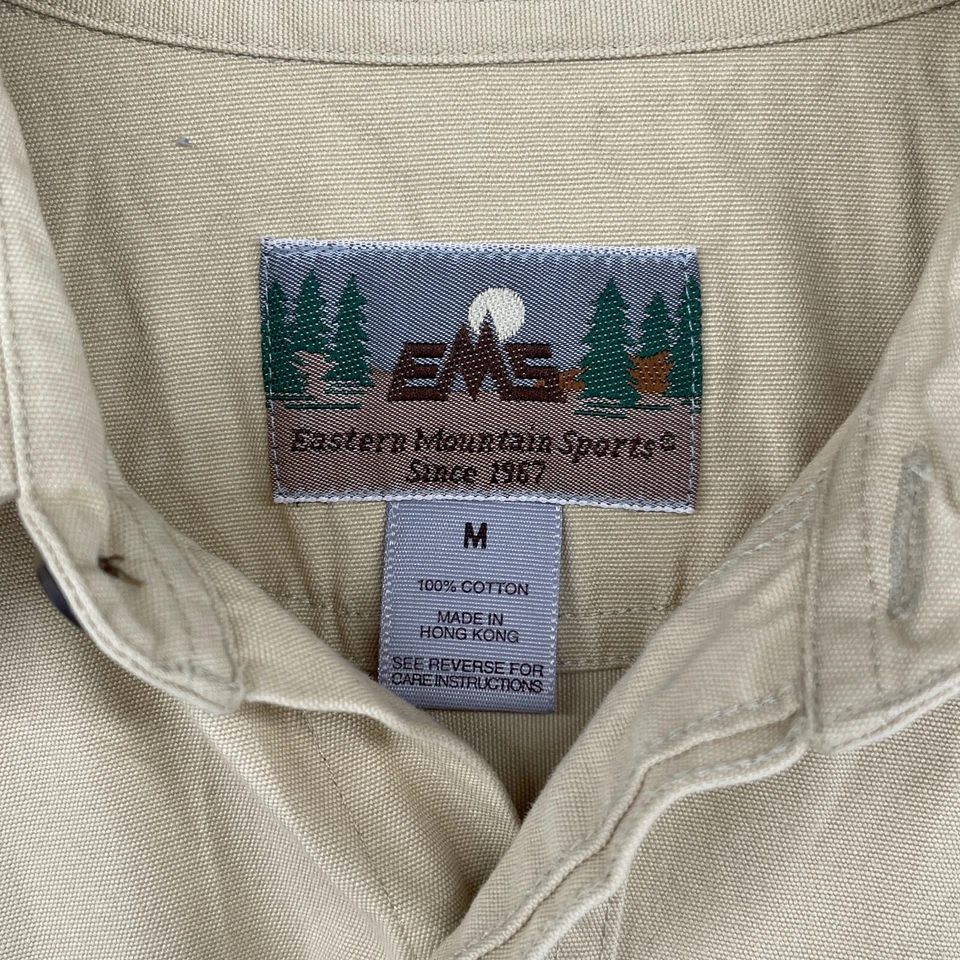 EMS
Eastern Mountain Sports®
Since 1967
M
100% COTTON
MADE IN
HONG KONG
SEE REVERSE FOR
CARE INSTRUCTIONS